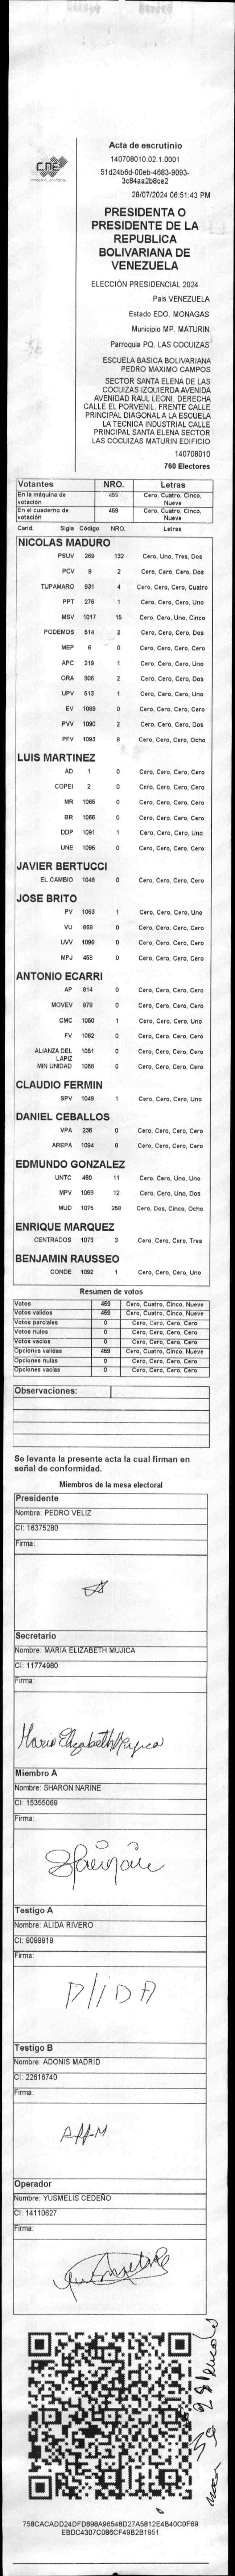 CNE
Acta de escrutinio
140708010.02.1.0001
51d24b6d-00eb-4683-9093-
3c84aa2b8ce2
28/07/2024 06:51:43 PM
PRESIDENTA O
PRESIDENTE DE LA
REPUBLICA
BOLIVARIANA DE
VENEZUELA
ELECCIÓN PRESIDENCIAL 2024
Pais VENEZUELA
Estado EDO. MONAGAS
Municipio MP. MATURIN
Parroquia PQ. LAS COCUIZAS
ESCUELA BASICA BOLIVARIANA
PEDRO MAXIMO CAMPOS
SECTOR SANTA ELENA DE LAS
COCUIZAS IZQUIERDA AVENIDA
AVENIDAD RAUL LEONI. DERECHA
CALLE EL PORVENIL. FRENTE CALLE
PRINCIPAL DIAGONAL A LA ESCUELA
LA TECNICA INDUSTRIAL CALLE
PRINCIPAL SANTA ELENA SECTOR
LAS COCUIZAS MATURIN EDIFICIO
140708010
760 Electores
Votantes NRO. Letras
En la máquina de votación 459 Cero, Cuatro, Cinco, Nueve
En el cuaderno de votación 459 Cero, Cuatro, Cinco, Nueve
Cand. Sigla Código NRO. Letras
NICOLAS MADURO
PSUV 269 132 Cero, Uno, Tres, Dos
PCV 9 2 Cero, Cero, Cero, Dos
TUPAMARO 931 4 Cero, Cero, Cero, Cuatro
PPT 276 1 Cero, Cero, Cero, Uno
MSV 1017 15 Cero, Cero, Uno, Cinco
PODEMOS 514 2 Cero, Cero, Cero, Dos
MEP 6 0 Cero, Cero, Cero, Cero
APC 219 1 Cero, Cero, Cero, Uno
ORA 906 2 Cero, Cero, Cero, Dos
UPV 513 1 Cero, Cero, Cero, Uno
EV 1089 0 Cero, Cero, Cero, Cero
PVV 1090 2 Cero, Cero, Cero, Dos
PFV 1093 8 Cero, Cero, Cero, Ocho
LUIS MARTINEZ
AD 1 0 Cero, Cero, Cero, Cero
COPEI 2 0 Cero, Cero, Cero, Cero
MR 1065 0 Cero, Cero, Cero, Cero
BR 1066 0 Cero, Cero, Cero, Cero
DDP 1091 1 Cero, Cero, Cero, Uno
UNE 1095 0 Cero, Cero, Cero, Cero
JAVIER BERTUCCI
EL CAMBIO 1048 0 Cero, Cero, Cero, Cero
JOSE BRITO
PV 1053 1 Cero, Cero, Cero, Uno
VU 868 0 Cero, Cero, Cero, Cero
UVV 1096 0 Cero, Cero, Cero, Cero
MPJ 458 0 Cero, Cero, Cero, Cero
ANTONIO ECARRI
AP 814 0 Cero, Cero, Cero, Cero
MOVEV 878 0 Cero, Cero, Cero, Cero
CMC 1050 1 Cero, Cero, Cero, Uno
FV 1062 0 Cero, Cero, Cero, Cero
ALIANZA DEL LAPIZ 1051 0 Cero, Cero, Cero, Cero
MIN UNIDAD 1068 0 Cero, Cero, Cero, Cero
CLAUDIO FERMIN
SPV 1049 1 Cero, Cero, Cero, Uno
DANIEL CEBALLOS
VPA 236 0 Cero, Cero, Cero, Cero
AREPA 1094 0 Cero, Cero, Cero, Cero
EDMUNDO GONZALEZ
UNTC 460 11 Cero, Cero, Uno, Uno
MPV 1069 12 Cero, Cero, Uno, Dos
MUD 1075 258 Cero, Dos, Cinco, Ocho
ENRIQUE MARQUEZ
CENTRADOS 1073 3 Cero, Cero, Cero, Tres
BENJAMIN RAUSSEO
CONDE 1092 1 Cero, Cero, Cero, Uno
Resumen de votos
Votos 459 Cero, Cuatro, Cinco, Nueve
Votos validos 459 Cero, Cuatro, Cinco, Nueve
Votos parciales 0 Cero, Cero, Cero, Cero
Votos nulos 0 Cero, Cero, Cero, Cero
Votos vacios 0 Cero, Cero, Cero, Cero
Opciones validas 459 Cero, Cuatro, Cinco, Nueve
Opciones nulas 0 Cero, Cero, Cero, Cero
Opciones vacias 0 Cero, Cero, Cero, Cero
Observaciones:
Se levanta la presente acta la cual firman en
señal de conformidad.
Miembros de la mesa electoral
Presidente
Nombre: PEDRO VELIZ
CI: 16375280
Firma:
Secretario
Nombre: MARIA ELIZABETH MUJICA
CI: 11774980
Firma:
Maria Elizabeth Mujica
Miembro A
Nombre: SHARON NARINE
CI: 15355069
Firma:
Testigo A
Nombre: ALIDA RIVERO
CI: 9099919
Firma:
Testigo B
Nombre: ADONIS MADRID
CI: 22616740
Firma:
Operador
Nombre: YUSMELIS CEDEÑO
CI: 14110627
Firma:
758CACADD24DFD898A96548D27A5812E4B40C0F69
EBDC4307C086CF49B2B1951